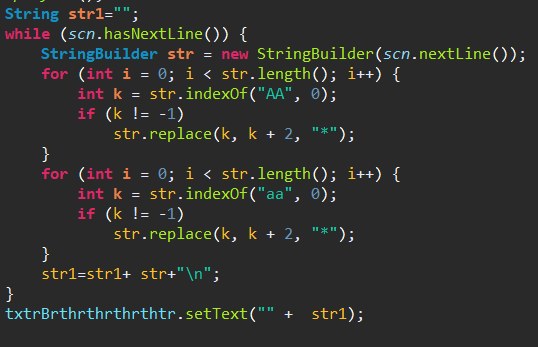 String str1="";
while (scn.hasNextLine()) {
    StringBuilder str = new StringBuilder(scn.nextLine());
    for (int i = 0; i < str.length(); i++) {
        int k = str.indexOf("AA", 0);
        if (k != -1)
            str.replace(k, k + 2, "*");
    }
    for (int i = 0; i < str.length(); i++) {
        int k = str.indexOf("aa", 0);
        if (k != -1)
            str.replace(k, k + 2, "*");
    }
    str1=str1+ str+"\n";
}
txtrBrthrthrthrthtr.setText("" +  str1);